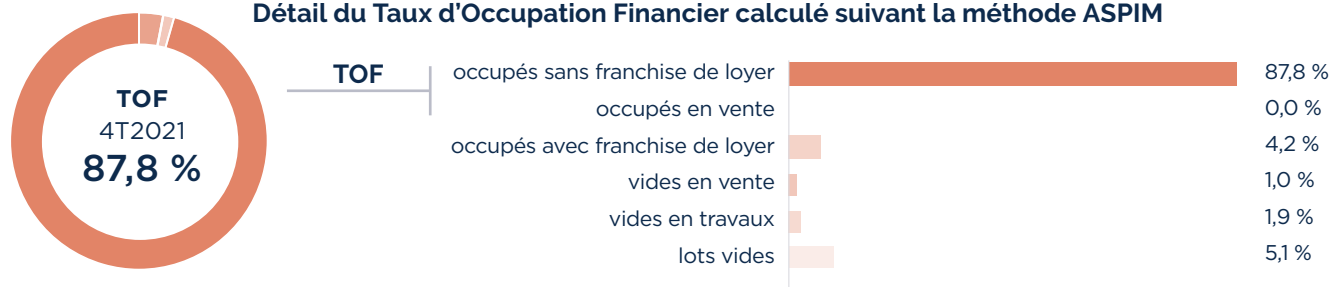 Détail du Taux d’Occupation Financier calculé suivant la méthode ASPIM
TOF
4T2021
87,8 %
TOF
occupés sans franchise de loyer 87,8 %
occupés en vente 0,0 %
occupés avec franchise de loyer 4,2 %
vides en vente 1,0 %
vides en travaux 1,9 %
lots vides 5,1 %